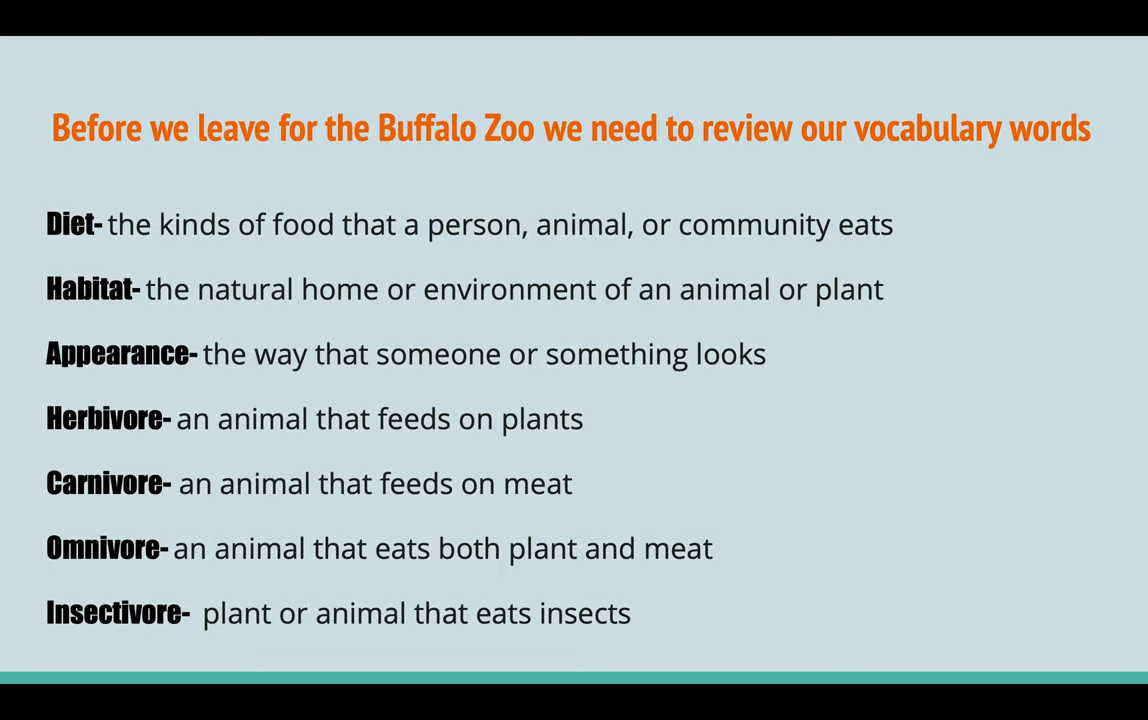 Before we leave for the Buffalo Zoo we need to review our vocabulary words
Diet- the kinds of food that a person, animal, or community eats
Habitat- the natural home or environment of an animal or plant
Appearance- the way that someone or something looks
Herbivore- an animal that feeds on plants
Carnivore- an animal that feeds on meat
Omnivore- an animal that eats both plant and meat
Insectivore- plant or animal that eats insects